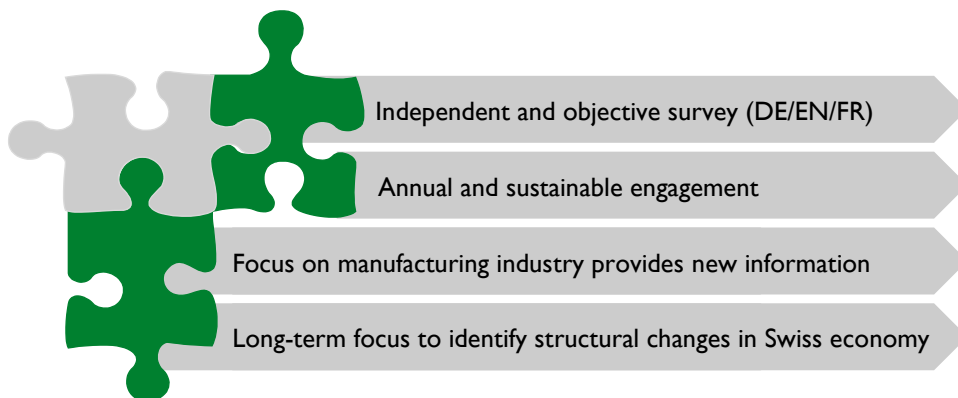 Independent and objective survey (DE/EN/FR)
Annual and sustainable engagement
Focus on manufacturing industry provides new information
Long-term focus to identify structural changes in Swiss economy